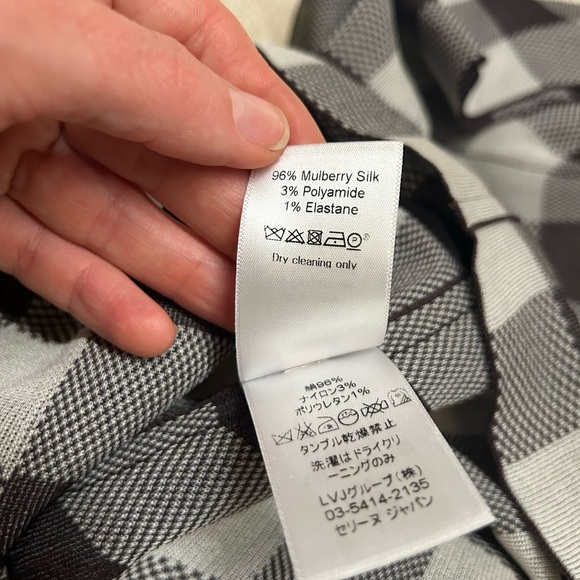 96% Mulberry Silk
3% Polyamide
1% Elastane
P ®
Dry cleaning only
絹96%
ナイロン3%
ポリウレタン1%
タンブル乾燥禁止
洗濯はドライクリ
ーニングのみ
LVJグループ(株)
03-5414-2135
セリーヌ ジャパン